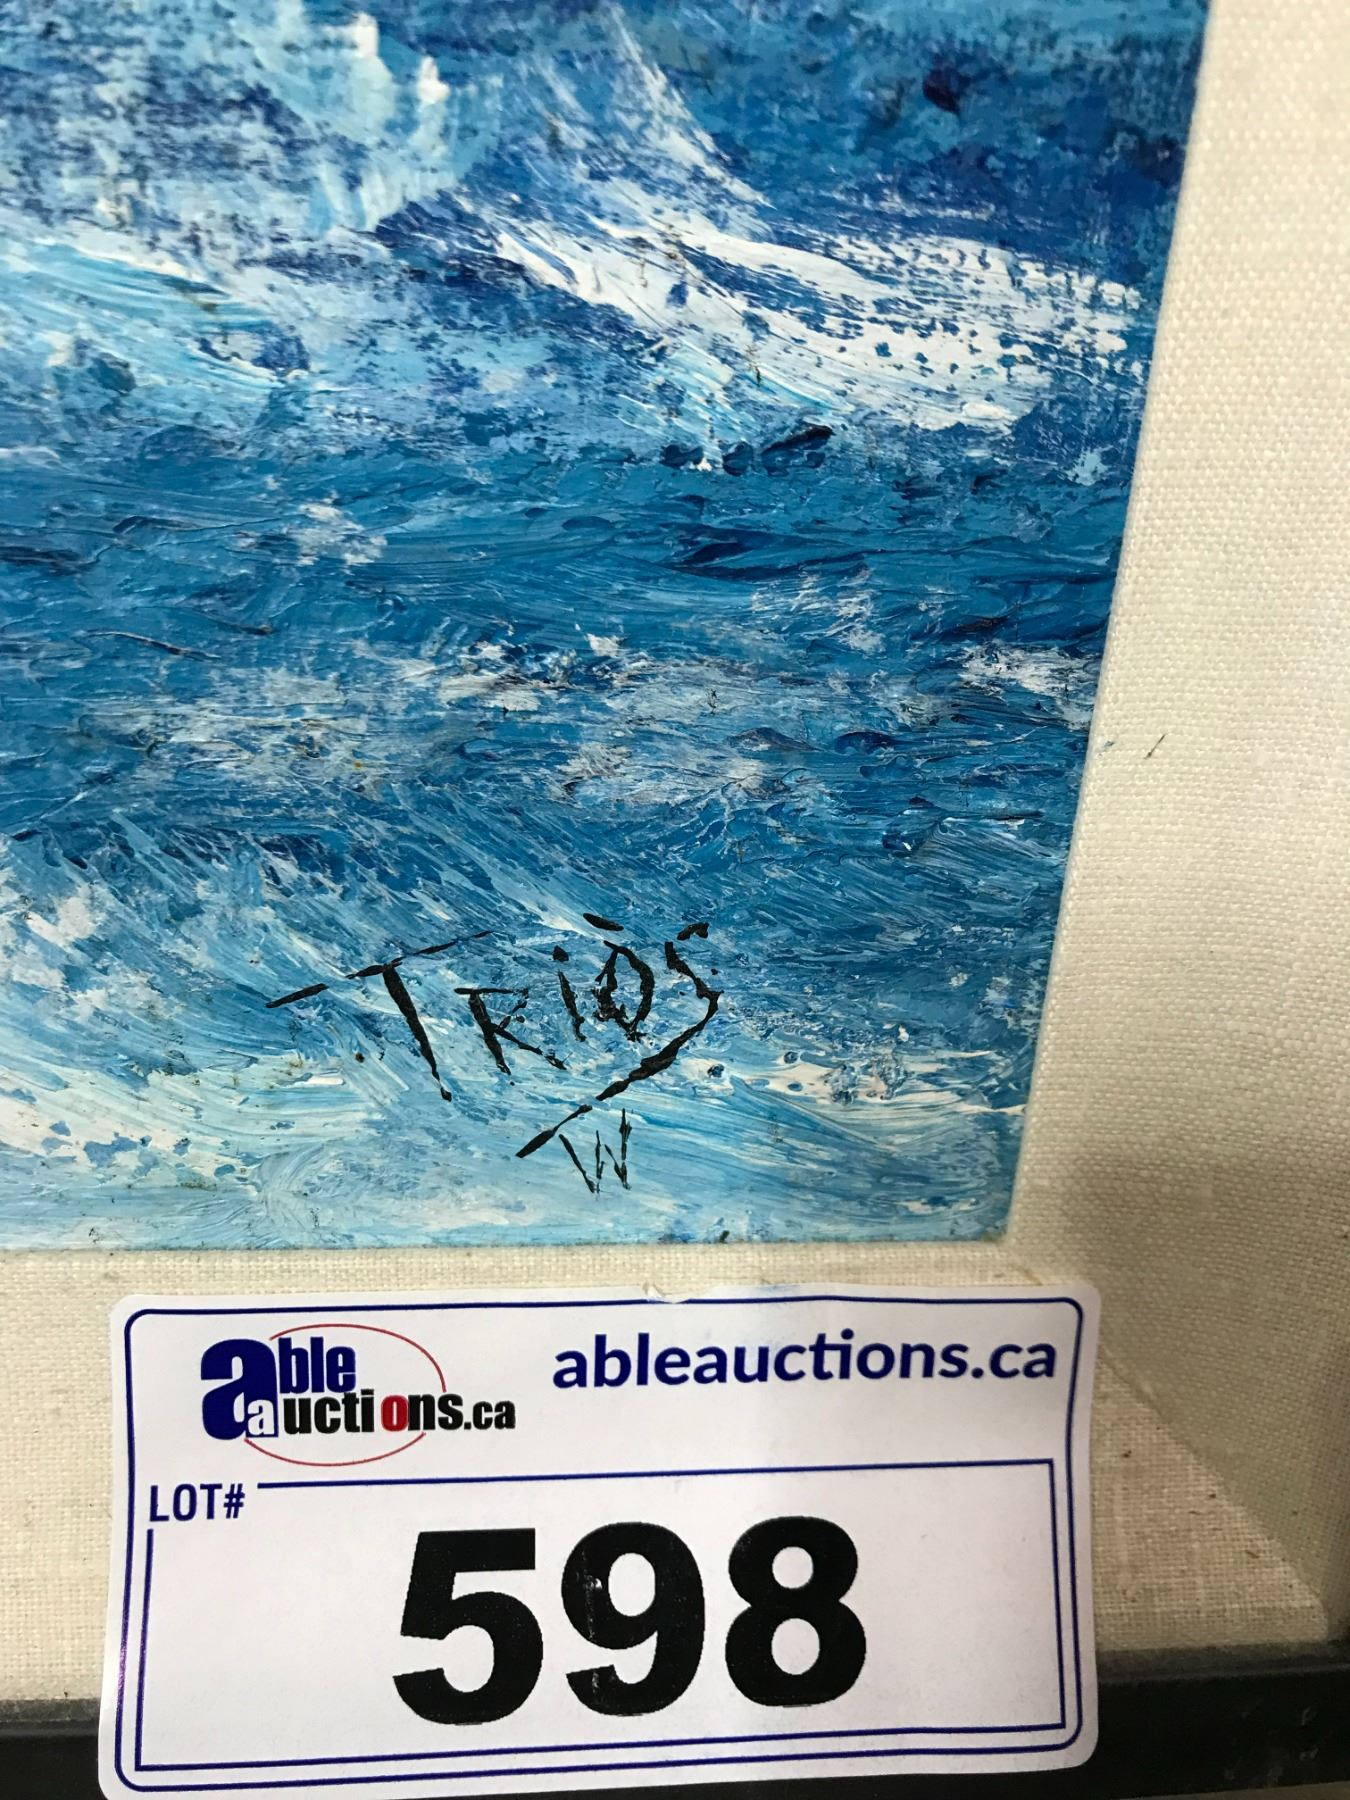 TRiOS
W
able auctions.ca
ableauctions.ca
LOT#
598